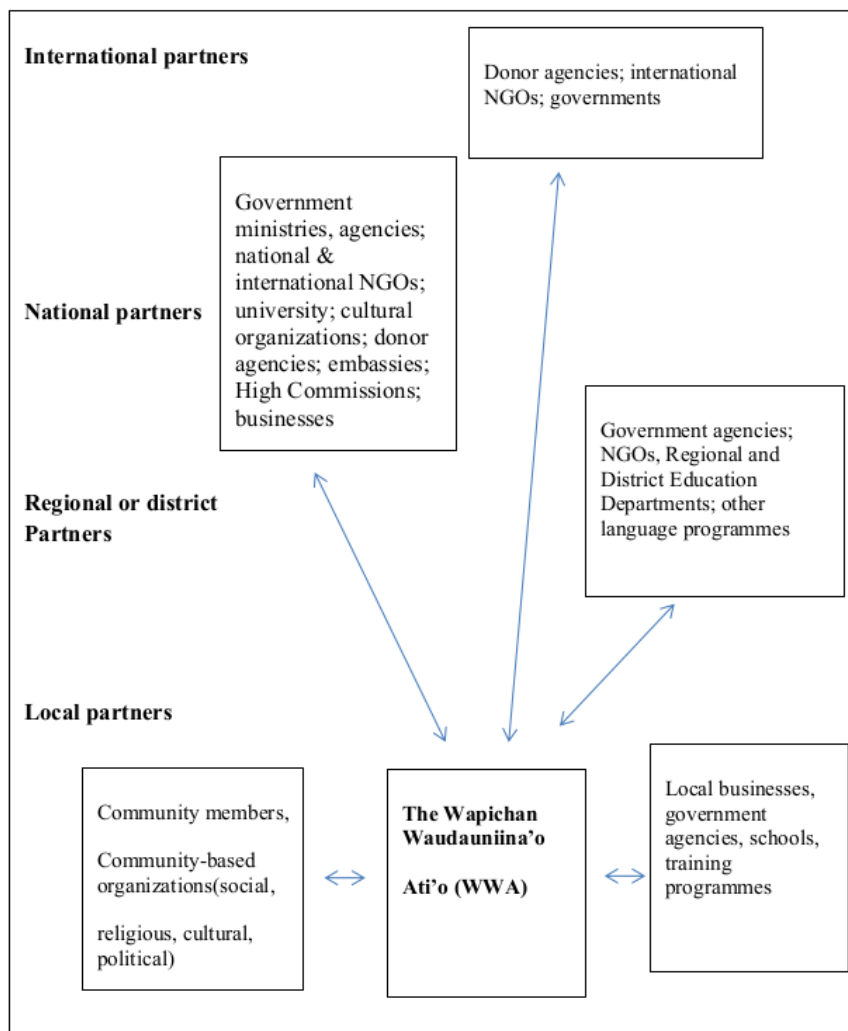 International partners
Donor agencies; international
NGOs; governments
Government
ministries, agencies;
national &
international NGOs;
university; cultural
organizations; donor
agencies; embassies;
High Commissions;
businesses
National partners
Government agencies;
NGOs, Regional and
District Education
Departments; other
language programmes
Regional or district
Partners
Local partners
Community members,
Community-based
organizations(social,
religious, cultural,
political)
The Wapichan
Waudauniina’o
Ati’o (WWA)
Local businesses,
government
agencies, schools,
training
programmes